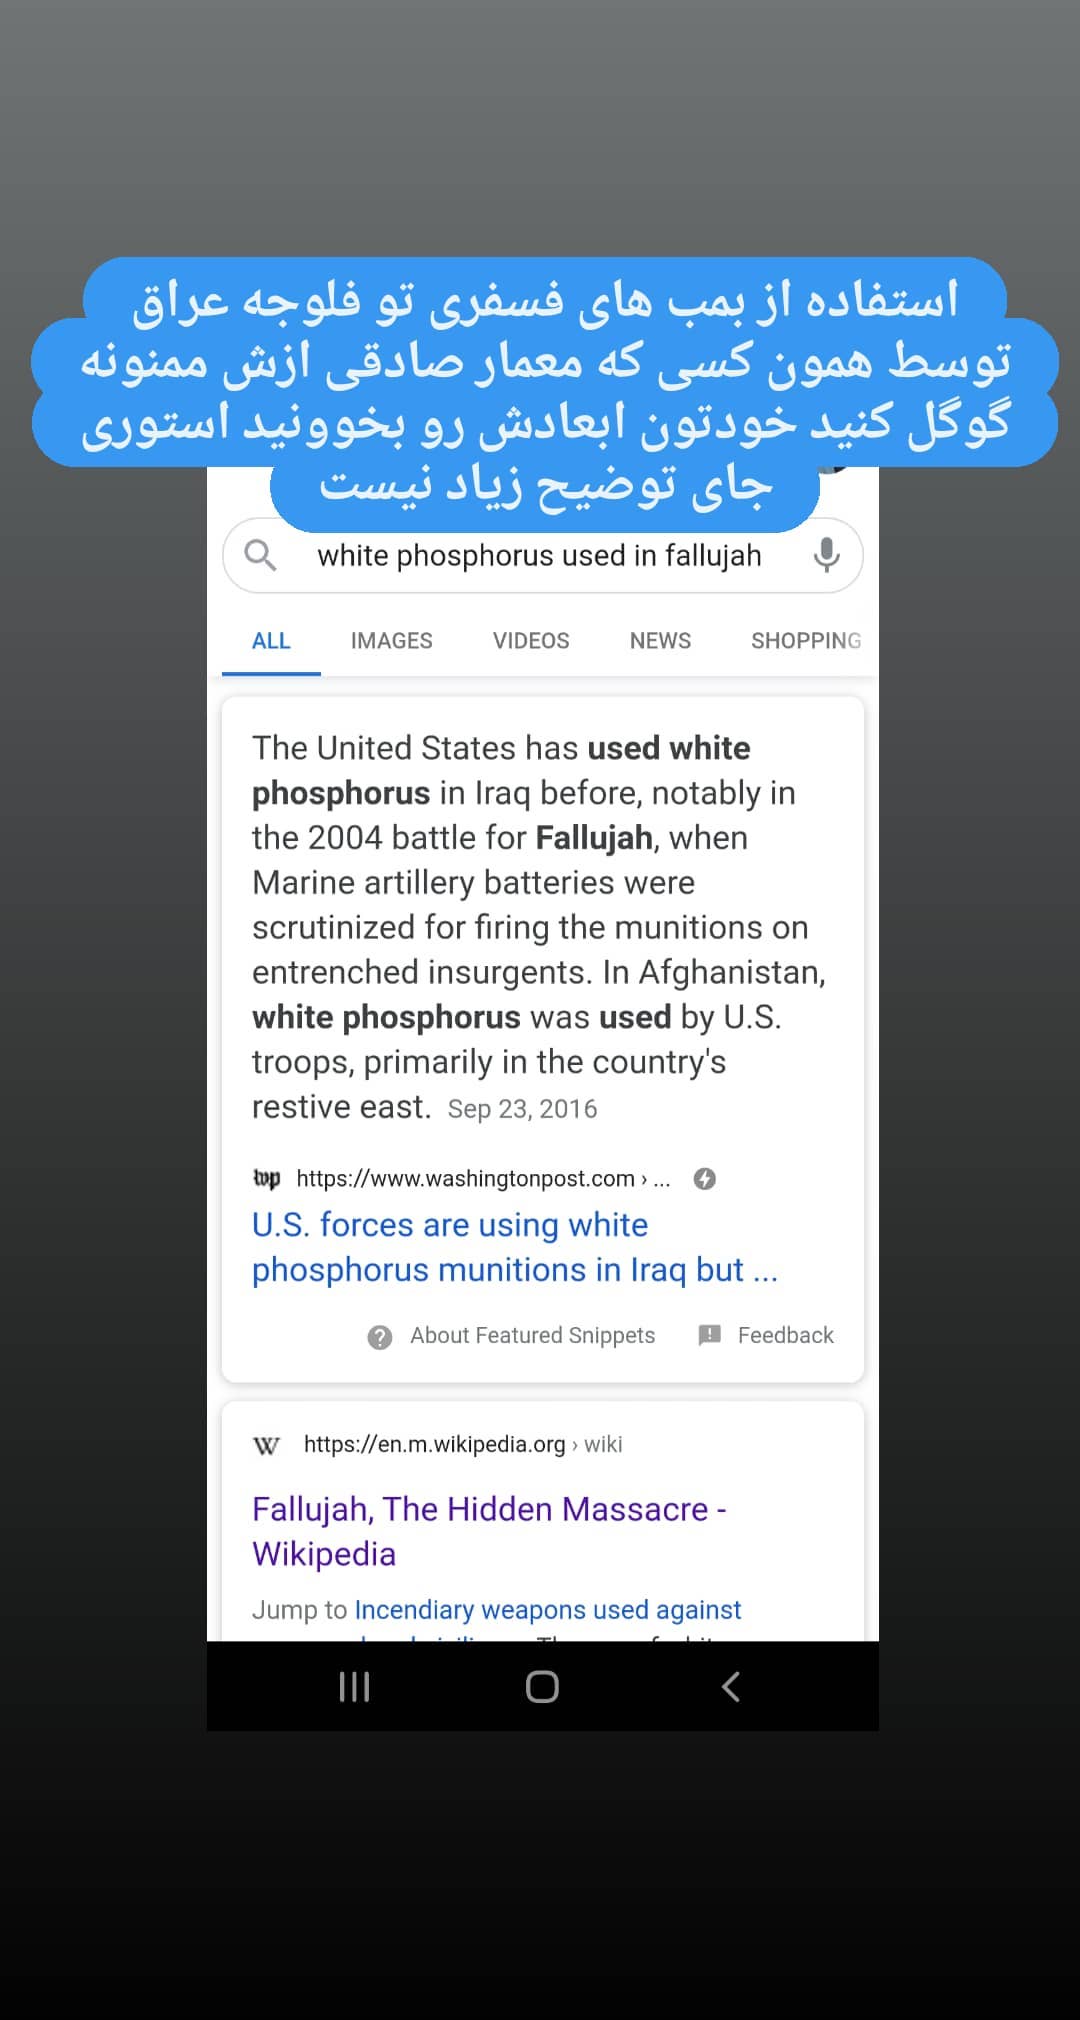 استفاده از بمب های فسفری تو فلوجه عراق
توسط همون کسی که معمار صادقی ازش ممنونه
گوگل کنید خودتون ابعادش رو بخوونید استوری
جای توضیح زیاد نیست
white phosphorus used in fallujah
ALL IMAGES VIDEOS NEWS SHOPPING
The United States has used white
phosphorus in Iraq before, notably in
the 2004 battle for Fallujah, when
Marine artillery batteries were
scrutinized for firing the munitions on
entrenched insurgents. In Afghanistan,
white phosphorus was used by U.S.
troops, primarily in the country's
restive east. Sep 23, 2016
wp https://www.washingtonpost.com › ...
U.S. forces are using white
phosphorus munitions in Iraq but ...
About Featured Snippets Feedback
W https://en.m.wikipedia.org › wiki
Fallujah, The Hidden Massacre -
Wikipedia
Jump to Incendiary weapons used against